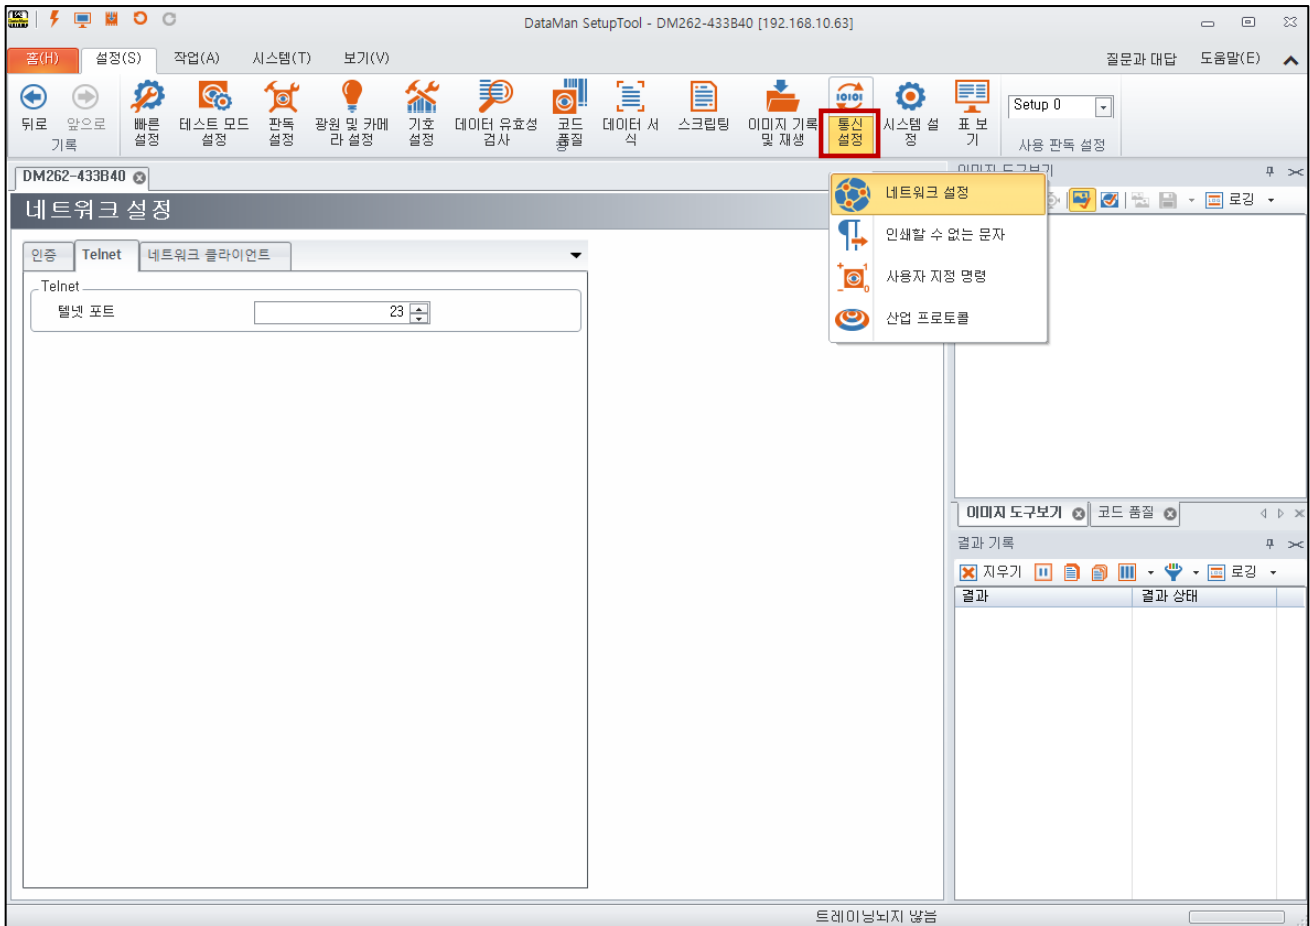 DataMan SetupTool - DM262-433B40 [192.168.10.63]
홈(H) 설정(S) 작업(A) 시스템(T) 보기(V) 질문과 대답 도움말(E)
뒤로 앞으로
기록
빠른
설정
테스트 모드
설정
판독
설정
광원 및 카메
라 설정
기호
설정
데이터 유효성
검사
코드
품질
데이터 서
식
스크립팅
이미지 기록
및 재생
통신
설정
시스템 설
정
표 보
기
Setup 0
사용 판독 설정
DM262-433B40
이미지 도구보기
네트워크 설정
네트워크 설정
인쇄할 수 없는 문자
사용자 지정 명령
산업 프로토콜
로깅
인증 Telnet 네트워크 클라이언트
Telnet
텔넷 포트 23
이미지 도구보기 코드 품질
결과 기록
지우기 로깅
결과 결과 상태
트레이닝되지 않음